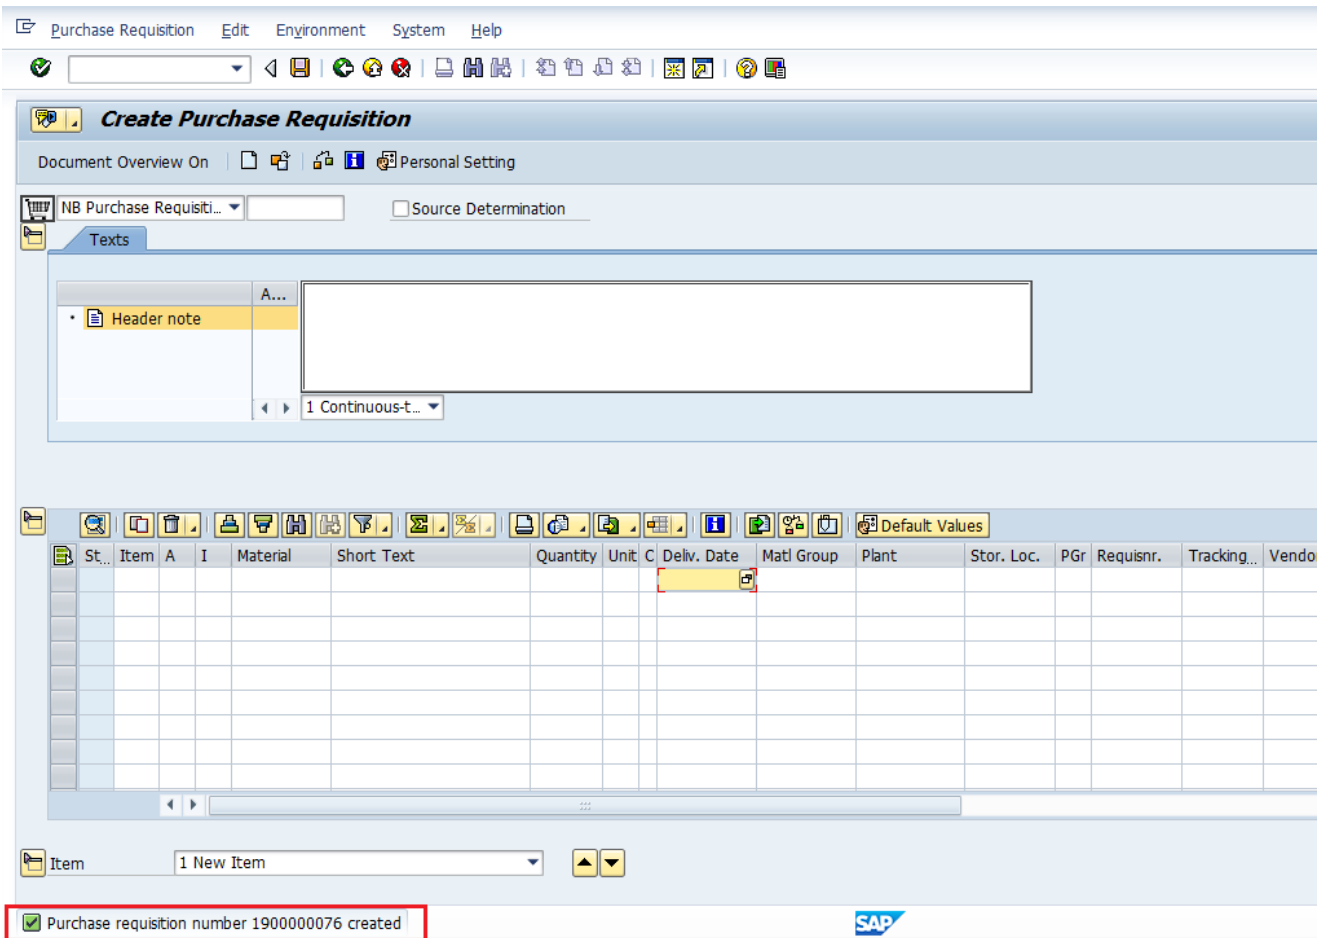 Purchase Requisition Edit Environment System Help
Create Purchase Requisition
Document Overview On Personal Setting
NB Purchase Requisiti... Source Determination
Texts
A...
Header note
1 Continuous-t...
Default Values
St... Item A I Material Short Text Quantity Unit C Deliv. Date Matl Group Plant Stor. Loc. PGr Requisnr. Tracking... Vendo
Item 1 New Item
Purchase requisition number 1900000076 created
SAP